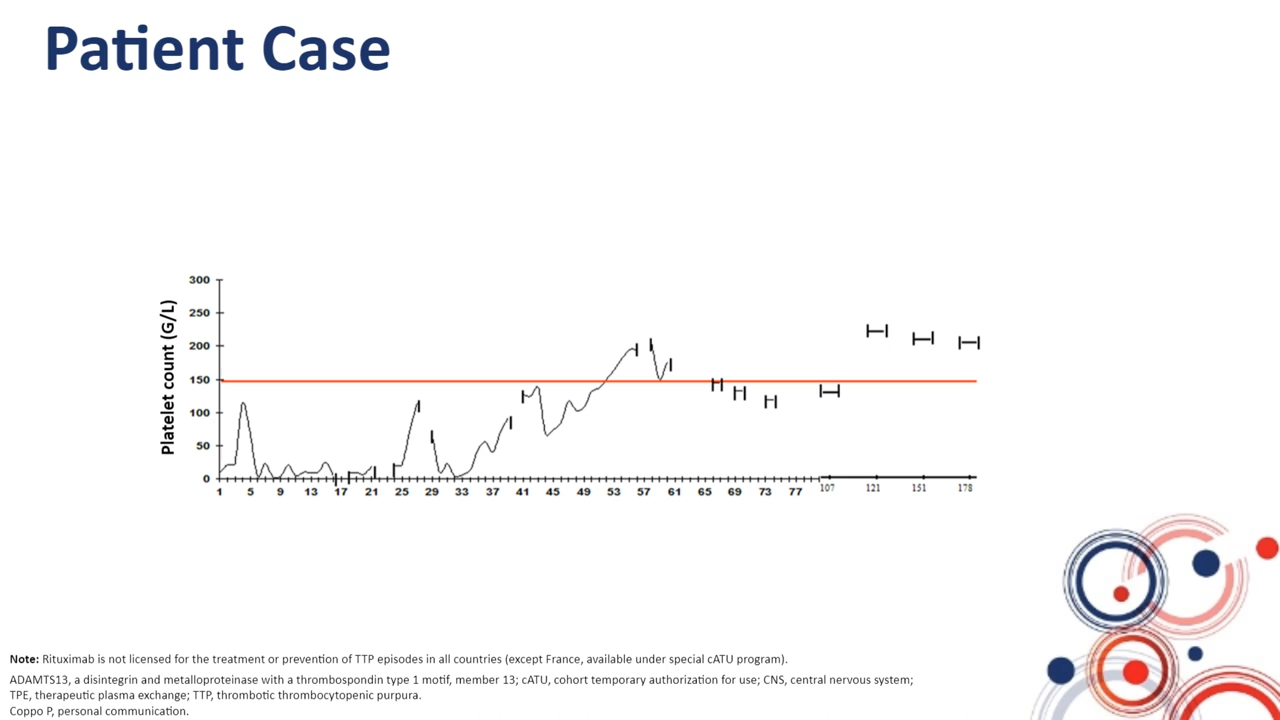 Patient Case
Platelet count (G/L)
300
250
200
150
100
50
0
1 5 9 13 17 21 25 29 33 37 41 45 49 53 57 61 65 69 73 77 107 121 151 178
Note: Rituximab is not licensed for the treatment or prevention of TTP episodes in all countries (except France, available under special cATU program).
ADAMTS13, a disintegrin and metalloproteinase with a thrombospondin type 1 motif, member 13; cATU, cohort temporary authorization for use; CNS, central nervous system;
TPE, therapeutic plasma exchange; TTP, thrombotic thrombocytopenic purpura.
Coppo P, personal communication.